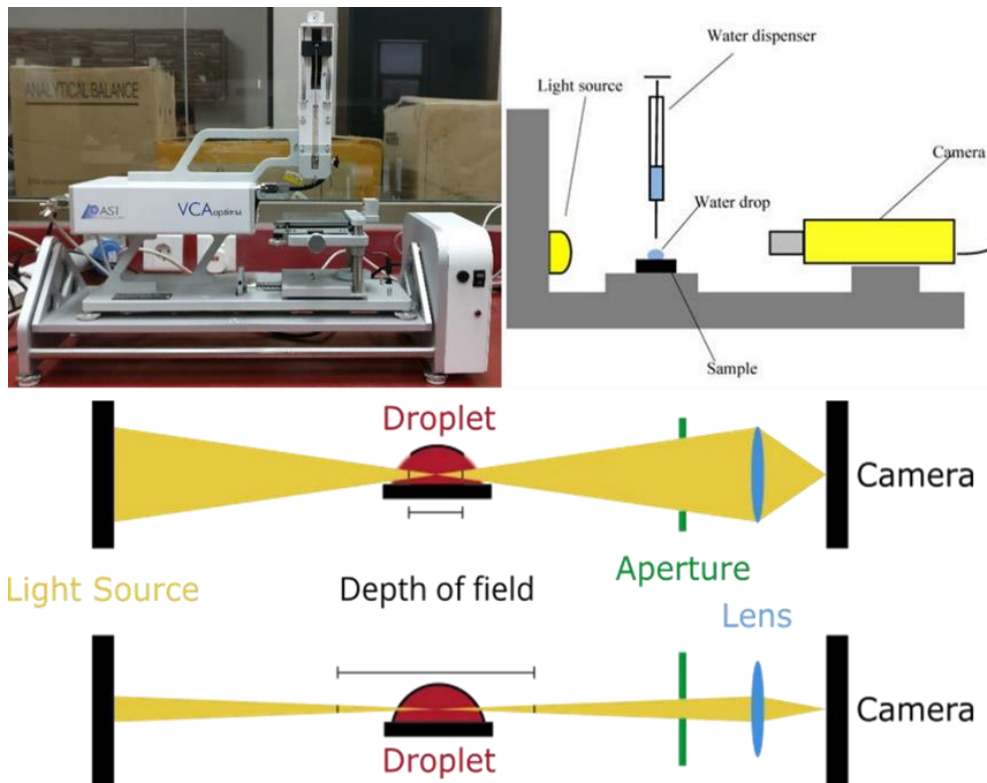 ANALYTICAL BALANCE
AST
VCAoptima
Water dispenser
Light source
Camera
Water drop
Sample
Droplet
Camera
Aperture
Light Source
Depth of field
Lens
Camera
Droplet